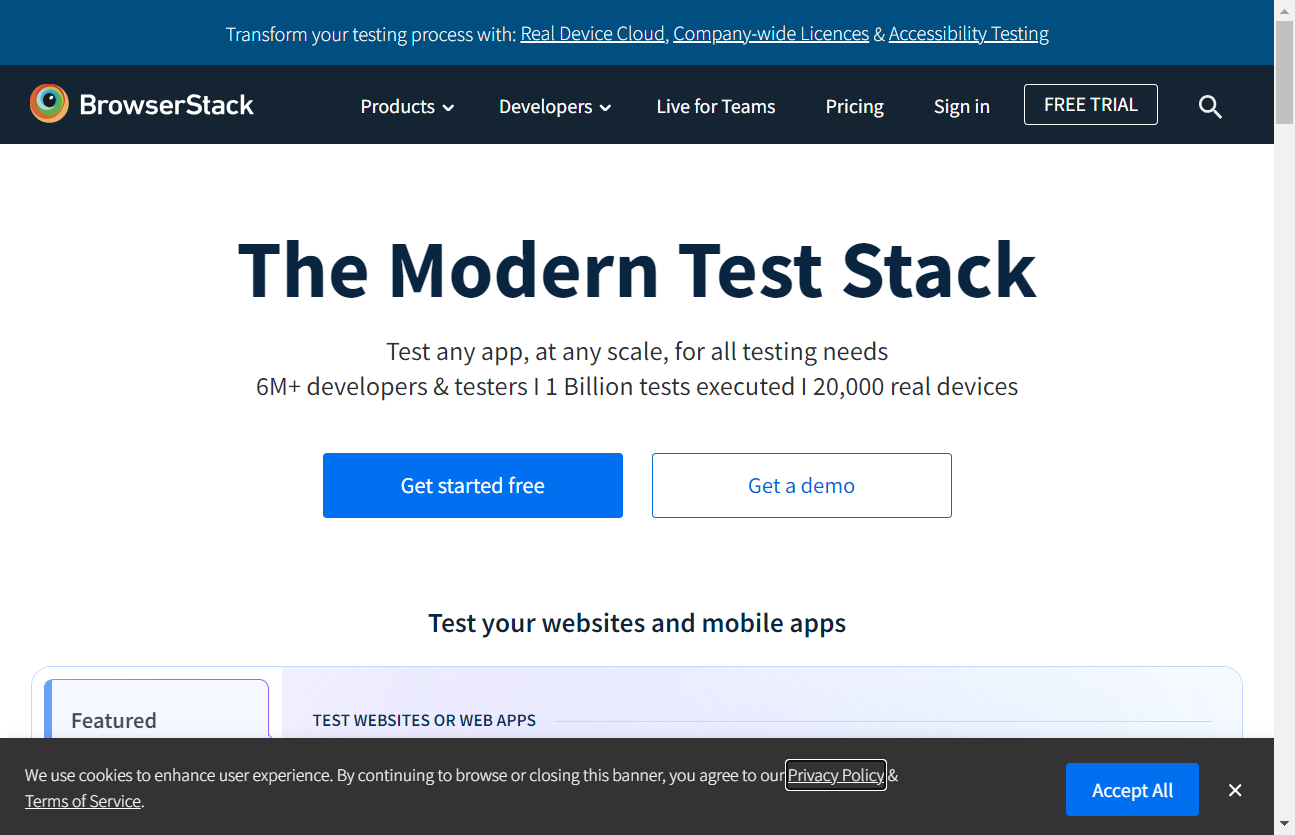 Transform your testing process with: Real Device Cloud, Company-wide Licences & Accessibility Testing
BrowserStack
Products
Developers
Live for Teams
Pricing
Sign in
FREE TRIAL
The Modern Test Stack
Test any app, at any scale, for all testing needs
6M+ developers & testers I 1 Billion tests executed I 20,000 real devices
Get started free
Get a demo
Test your websites and mobile apps
Featured
TEST WEBSITES OR WEB APPS
We use cookies to enhance user experience. By continuing to browse or closing this banner, you agree to our Privacy Policy &
Terms of Service.
Accept All